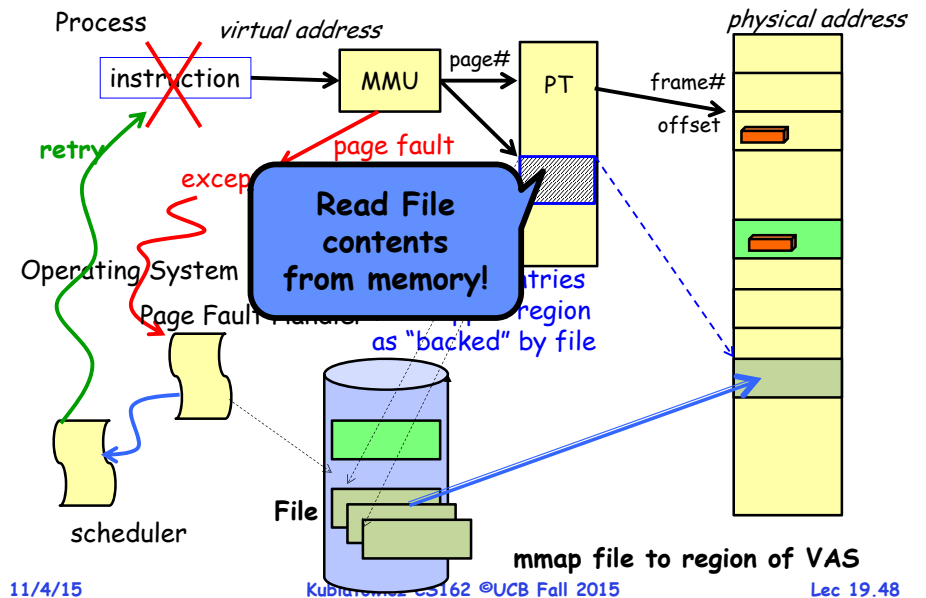 Process
virtual address
physical address
instruction
MMU
page#
PT
frame#
offset
retry
page fault
excep
Read File
contents
from memory!
Operating System
Page Fault Handler
region
as “backed” by file
File
scheduler
mmap file to region of VAS
11/4/15
CS162 ©UCB Fall 2015
Lec 19.48